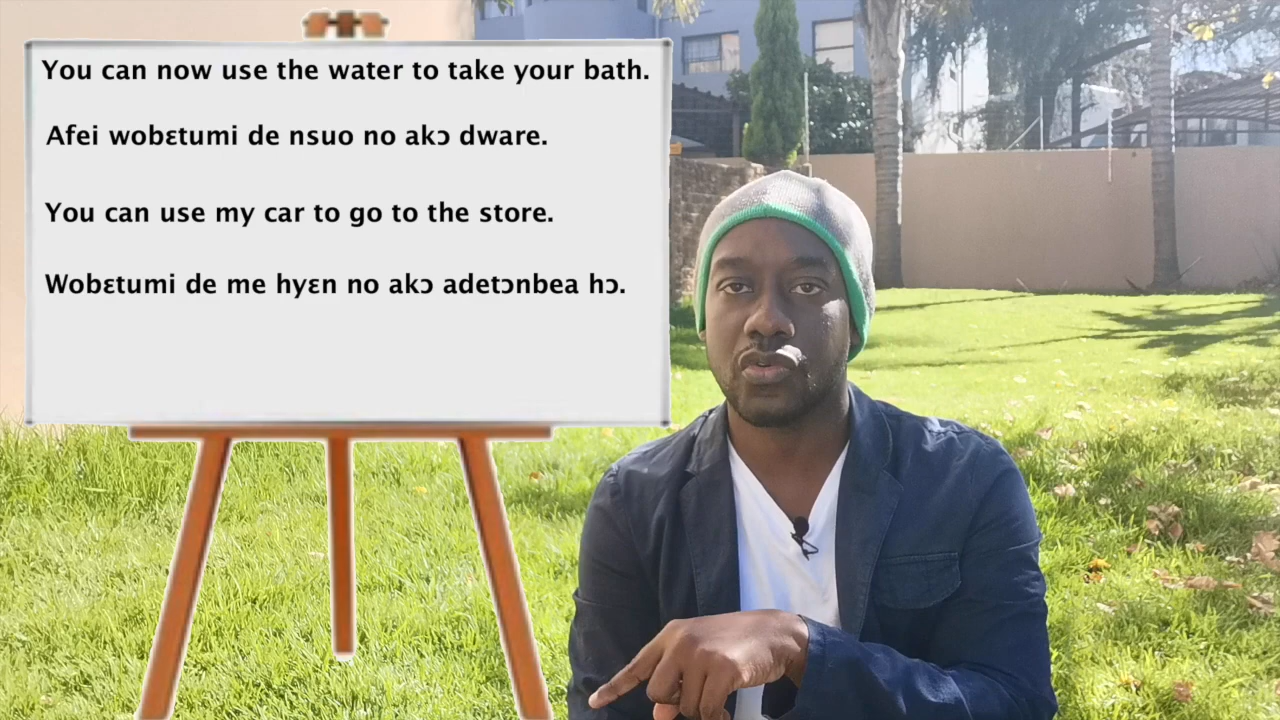 You can now use the water to take your bath.
Afei wobɛtumi de nsuo no akɔ dware.
You can use my car to go to the store.
Wobɛtumi de me hyɛn no akɔ adetɔnbea hɔ.